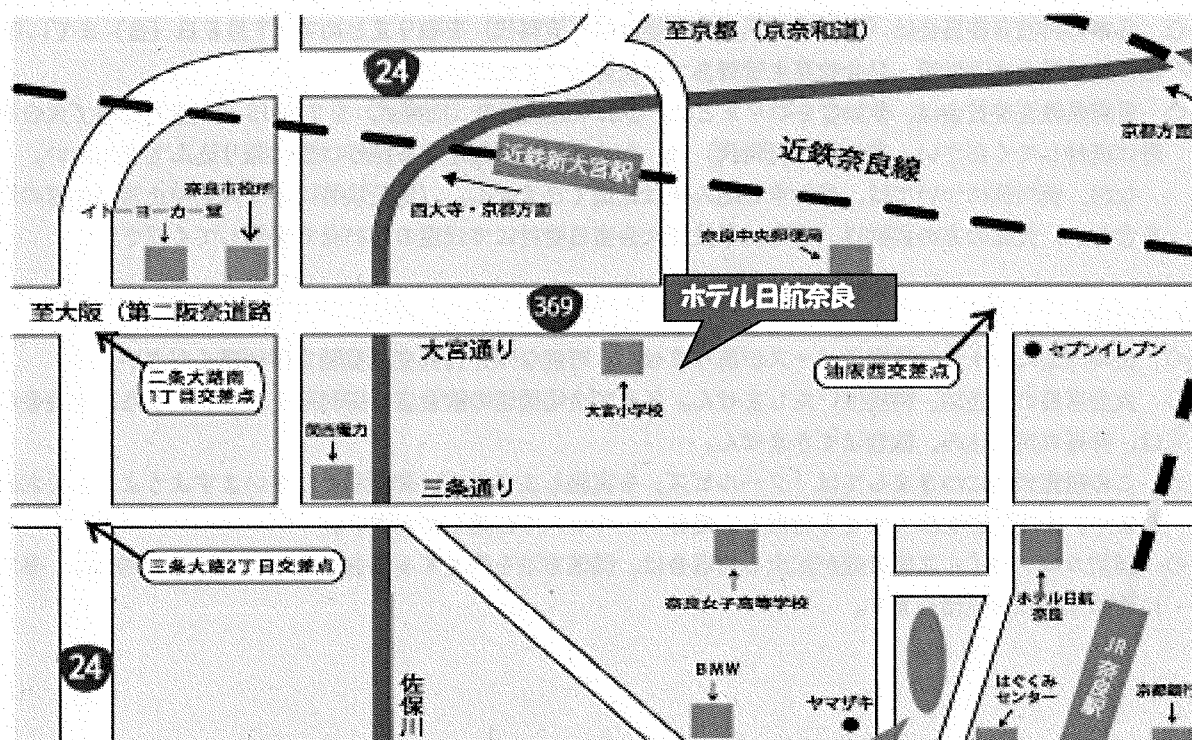 至京都（京奈和道）
24
京都方面
近鉄新大宮駅
近鉄奈良線
奈良市役所
イトーヨーカー堂
西大寺・京都方面
奈良中央郵便局
ホテル日航奈良
369
至大阪（第二阪奈道路
大宮通り
セブンイレブン
油阪西交差点
二条大路南
1丁目交差点
大宮小学校
関西電力
三条通り
三条大路2丁目交差点
奈良女子高等学校
ホテル日航
奈良
JR 奈良駅
24
佐保川
BMW
はぐくみ
センター
ヤマザキ
京都銀行